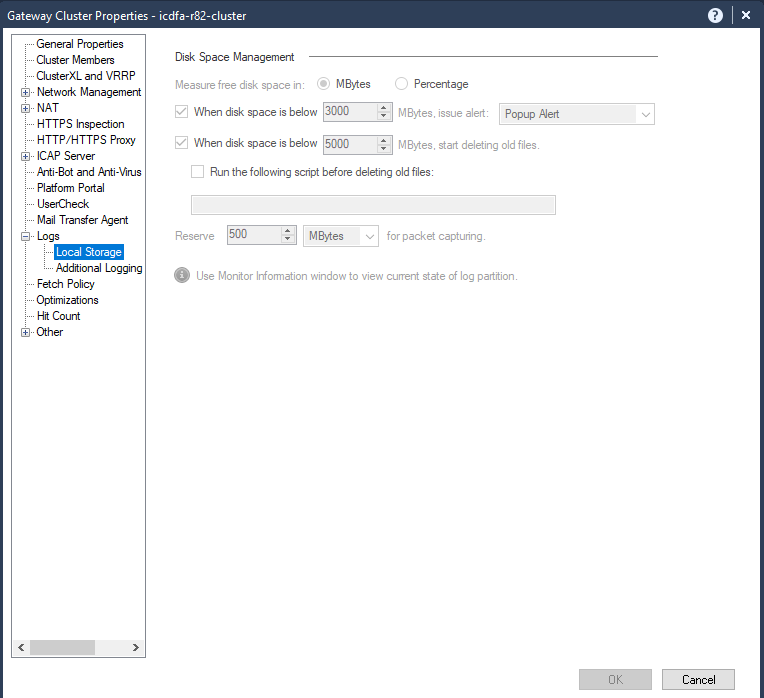 Gateway Cluster Properties - icdfa-r82-cluster
General Properties
Cluster Members
ClusterXL and VRRP
Network Management
NAT
HTTPS Inspection
HTTP/HTTPS Proxy
ICAP Server
Anti-Bot and Anti-Virus
Platform Portal
UserCheck
Mail Transfer Agent
Logs
Local Storage
Additional Logging
Fetch Policy
Optimizations
Hit Count
Other
Disk Space Management
Measure free disk space in: MBytes Percentage
When disk space is below 3000 MBytes, issue alert: Popup Alert
When disk space is below 5000 MBytes, start deleting old files.
Run the following script before deleting old files:
Reserve 500 MBytes for packet capturing.
Use Monitor Information window to view current state of log partition.
OK Cancel